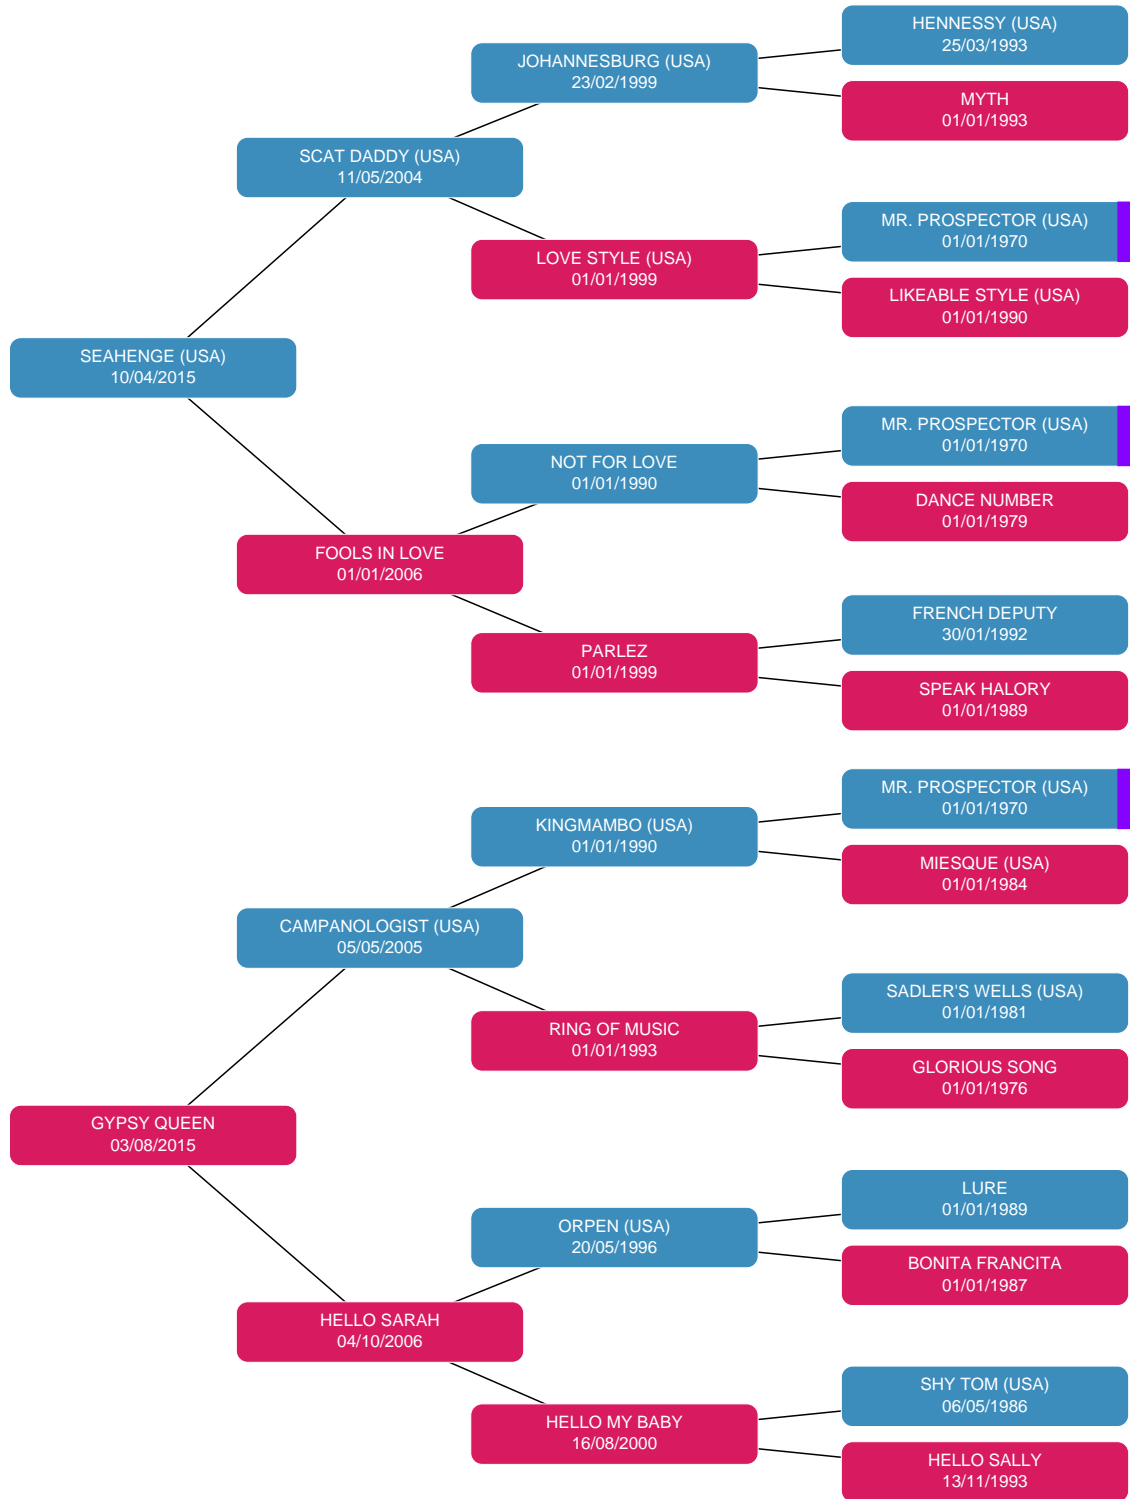 HENNESSY (USA)
25/03/1993
JOHANNESBURG (USA)
23/02/1999
MYTH
01/01/1993
SCAT DADDY (USA)
11/05/2004
MR. PROSPECTOR (USA)
01/01/1970
LOVE STYLE (USA)
01/01/1999
LIKEABLE STYLE (USA)
01/01/1990
SEAHENGE (USA)
10/04/2015
MR. PROSPECTOR (USA)
01/01/1970
NOT FOR LOVE
01/01/1990
DANCE NUMBER
01/01/1979
FOOLS IN LOVE
01/01/2006
FRENCH DEPUTY
30/01/1992
PARLEZ
01/01/1999
SPEAK HALORY
01/01/1989
MR. PROSPECTOR (USA)
01/01/1970
KINGMAMBO (USA)
01/01/1990
MIESQUE (USA)
01/01/1984
CAMPANOLOGIST (USA)
05/05/2005
SADLER'S WELLS (USA)
01/01/1981
RING OF MUSIC
01/01/1993
GLORIOUS SONG
01/01/1976
GYPSY QUEEN
03/08/2015
LURE
01/01/1989
ORPEN (USA)
20/05/1996
BONITA FRANCITA
01/01/1987
HELLO SARAH
04/10/2006
SHY TOM (USA)
06/05/1986
HELLO MY BABY
16/08/2000
HELLO SALLY
13/11/1993